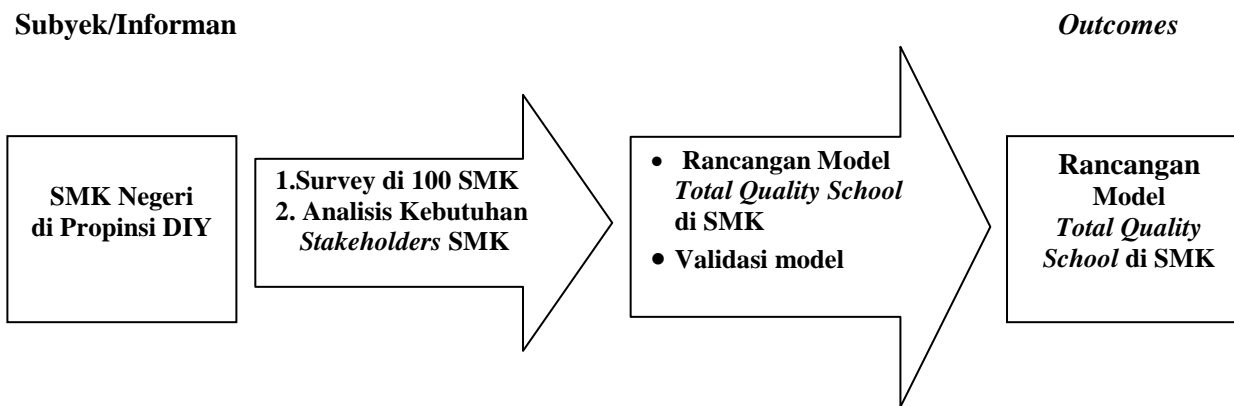 Subyek/Informan
Outcomes
SMK Negeri
di Propinsi DIY
1.Survey di 100 SMK
2. Analisis Kebutuhan
Stakeholders SMK
• Rancangan Model
Total Quality School
di SMK
• Validasi model
Rancangan
Model
Total Quality
School di SMK